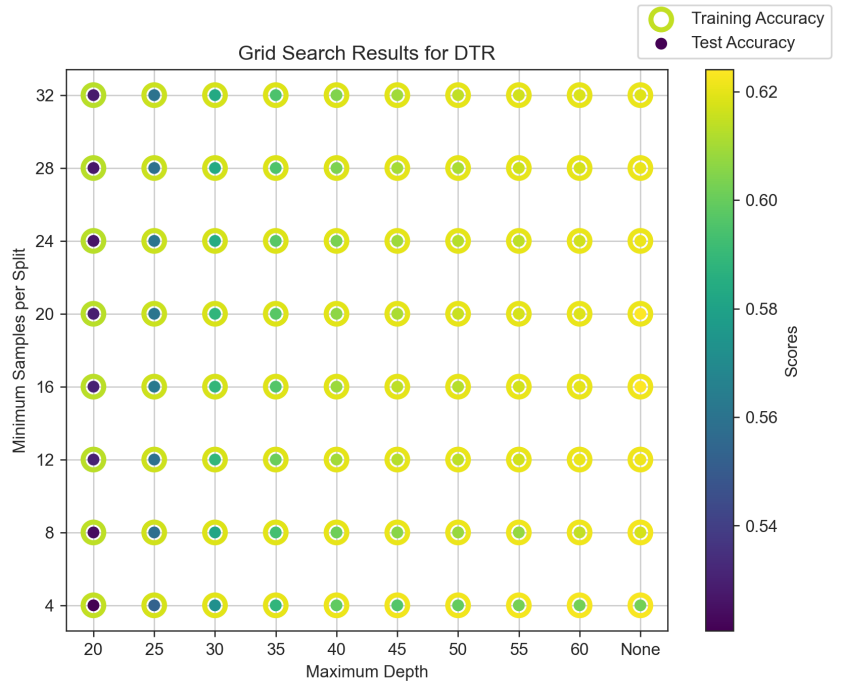 Training Accuracy
Test Accuracy
Grid Search Results for DTR
32
28
24
20
16
12
8
4
Minimum Samples per Split
20 25 30 35 40 45 50 55 60 None
Maximum Depth
0.62
0.60
0.58
0.56
0.54
Scores